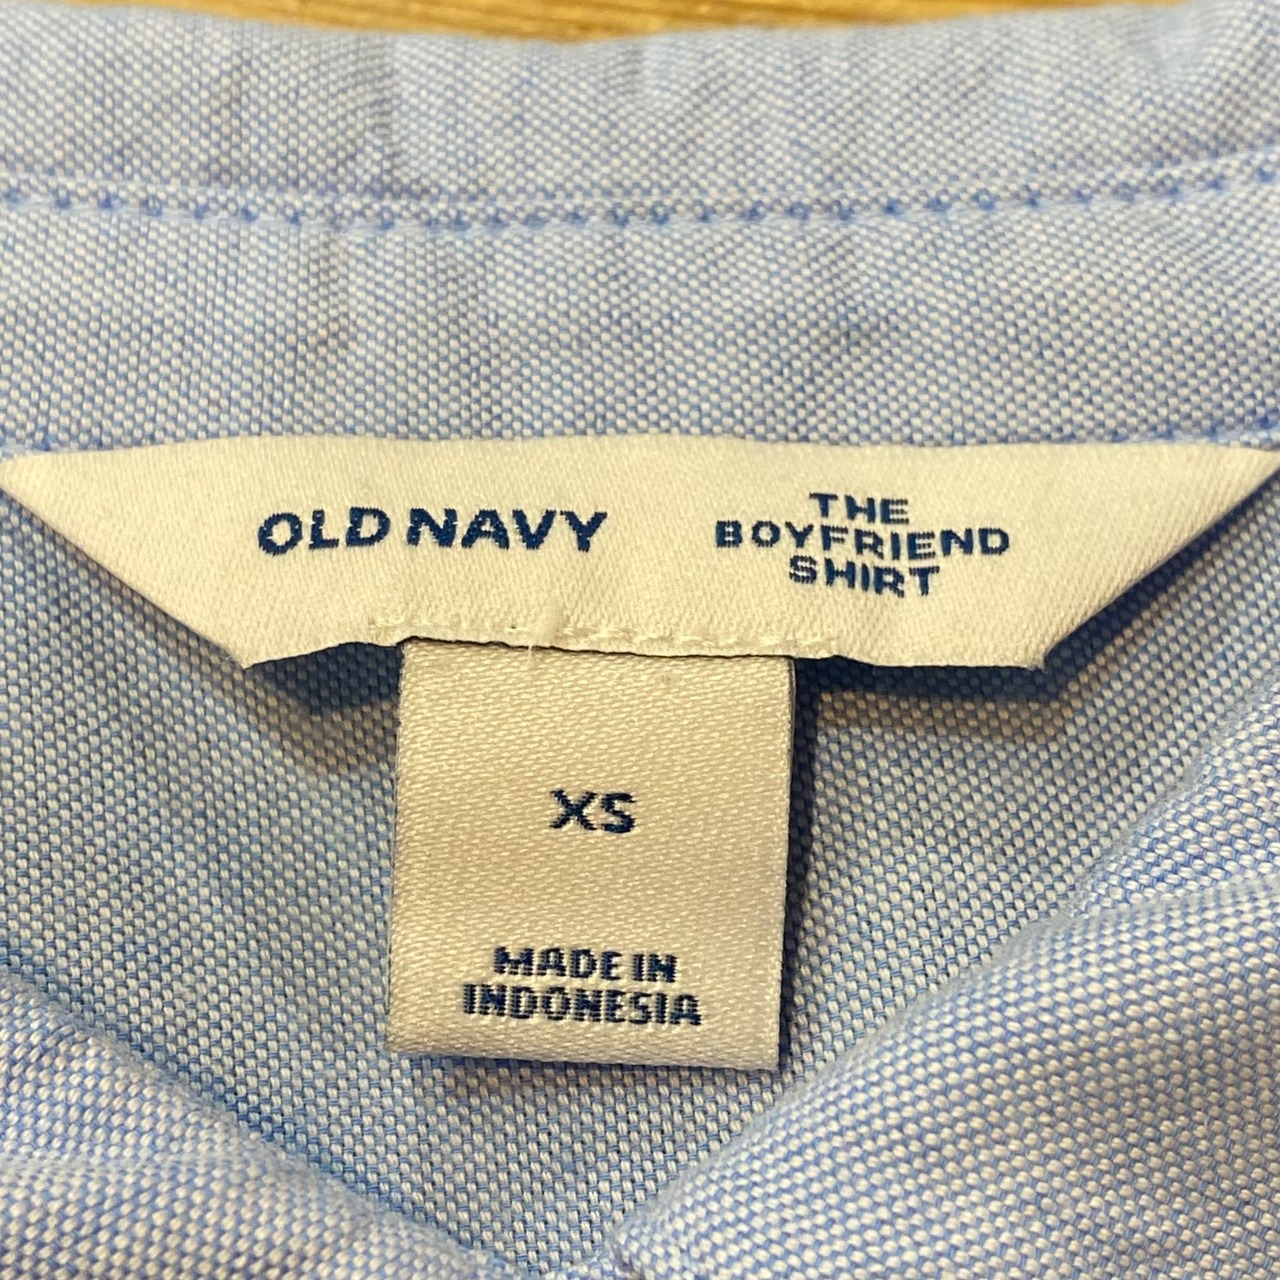 OLD NAVY
THE
BOYFRIEND
SHIRT
XS
MADE IN
INDONESIA